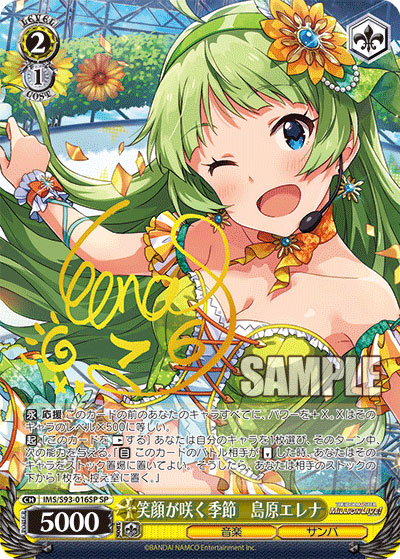 LEVEL
2
1
COST
elena S
SAMPLE
永 応援 このカードの前のあなたのキャラすべてに、パワーを＋X。Xはそのキャラのレベル×500に等しい。
起 [このカードをレストする] あなたは自分のキャラを1枚選び、そのターン中、次の能力を与える。『自 このカードのバトル相手が した時、あなたはそのキャラをストック置場に置いてよい。そうしたら、あなたは相手のストックの下から1枚を、控え室に置く。』
CH IMS/S93-016SP SP
5000
笑顔が咲く季節 島原エレナ
THE IDOLM@STER
MILLION LIVE!
音楽
サンバ
©BANDAI NAMCO Entertainment Inc.